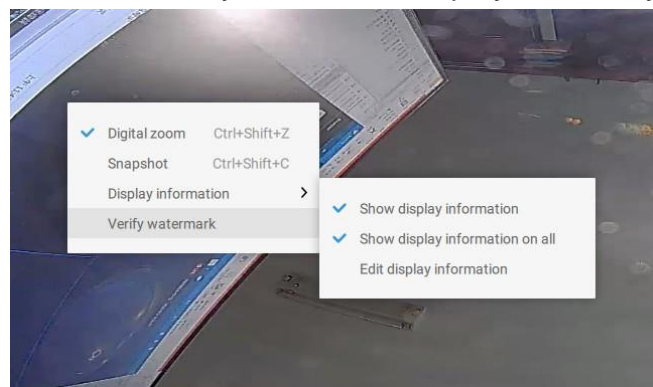 Digital zoom Ctrl+Shift+Z
Snapshot Ctrl+Shift+C
Display information
Verify watermark
Show display information
Show display information on all
Edit display information